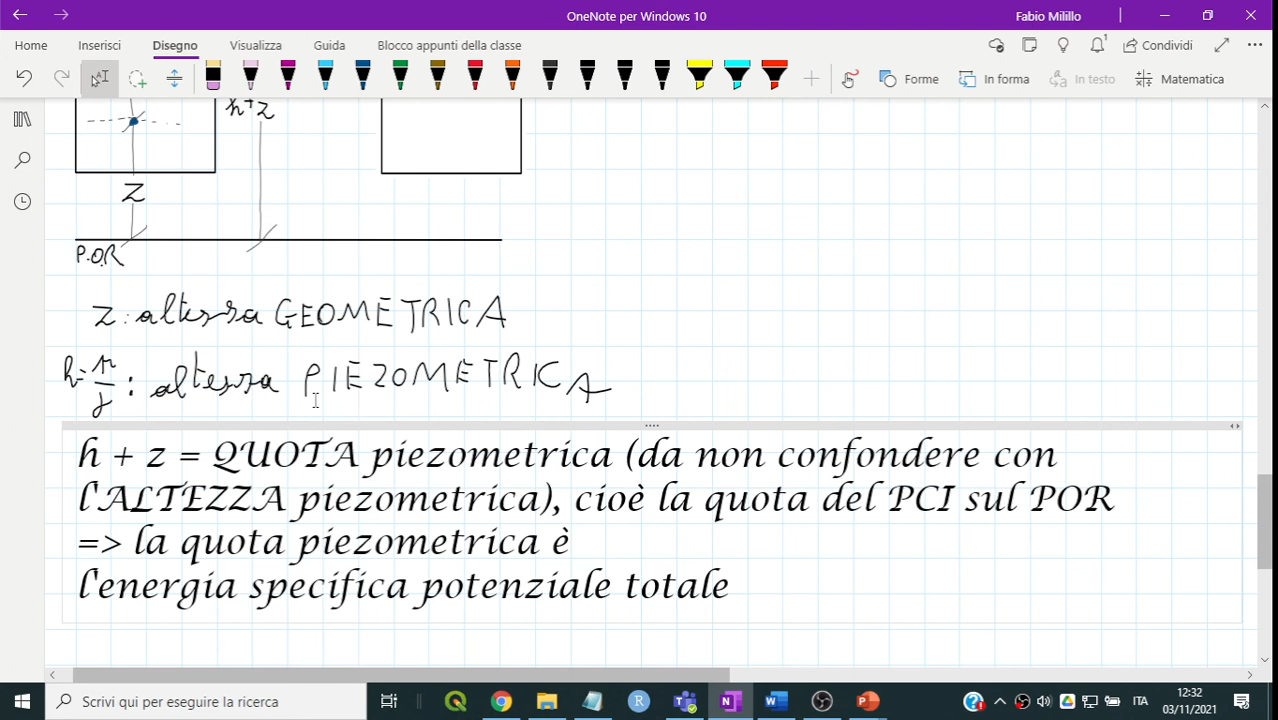 OneNote per Windows 10
Fabio Milillo
Home Inserisci Disegno Visualizza Guida Blocco appunti della classe Condividi
Forme In forma In testo Matematica
h+z
z
P.O.R
z: altezza GEOMETRICA
h= p/γ : altezza PIEZOMETRICA
h + z = QUOTA piezometrica (da non confondere con
l'ALTEZZA piezometrica), cioè la quota del PCI sul POR
=> la quota piezometrica è
l'energia specifica potenziale totale
Scrivi qui per eseguire la ricerca
ITA
12:32
03/11/2021